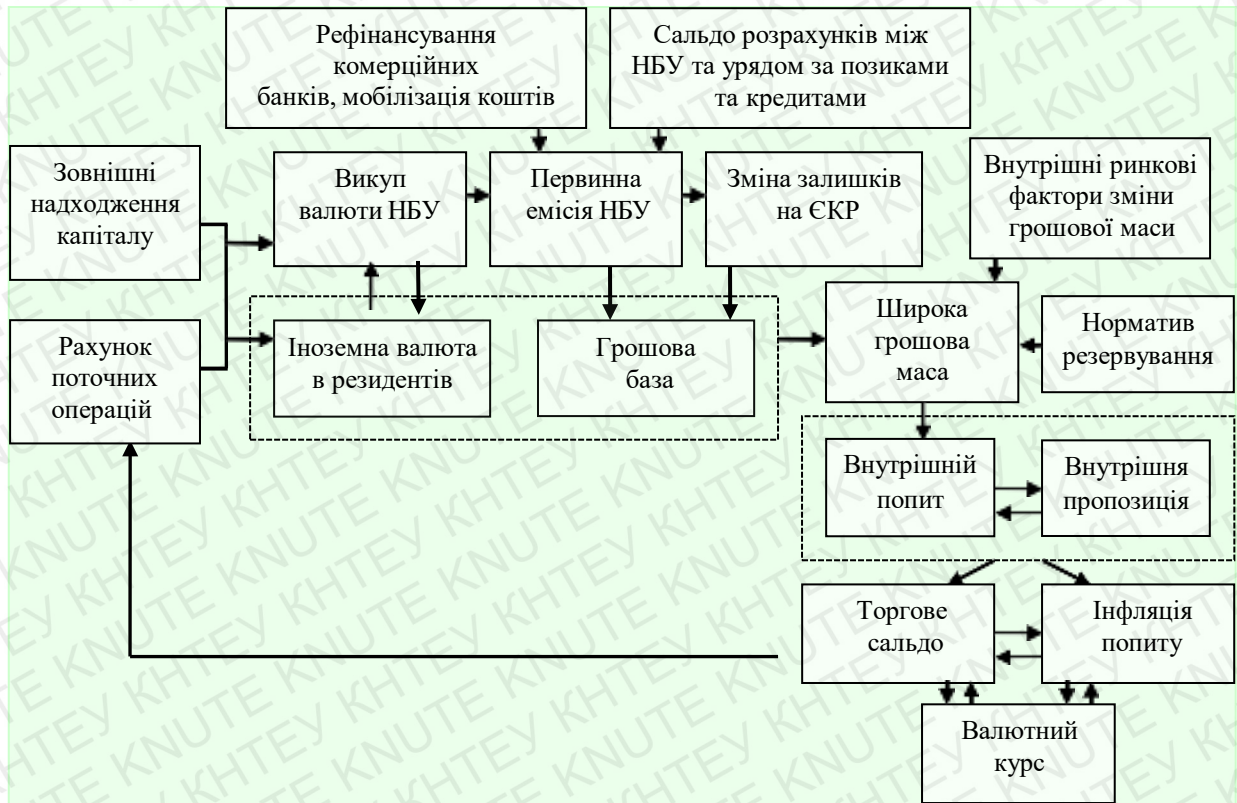 Рефінансування
комерційних
банків, мобілізація коштів
Сальдо розрахунків між
НБУ та урядом за позиками
та кредитами
Зовнішні
надходження
капіталу
Викуп
валюти НБУ
Первинна
емісія НБУ
Зміна залишків
на ЄКР
Внутрішні ринкові
фактори зміни
грошової маси
Рахунок
поточних
операцій
Іноземна валюта
в резидентів
Грошова
база
Широка
грошова
маса
Норматив
резервування
Внутрішній
попит
Внутрішня
пропозиція
Торгове
сальдо
Інфляція
попиту
Валютний
курс